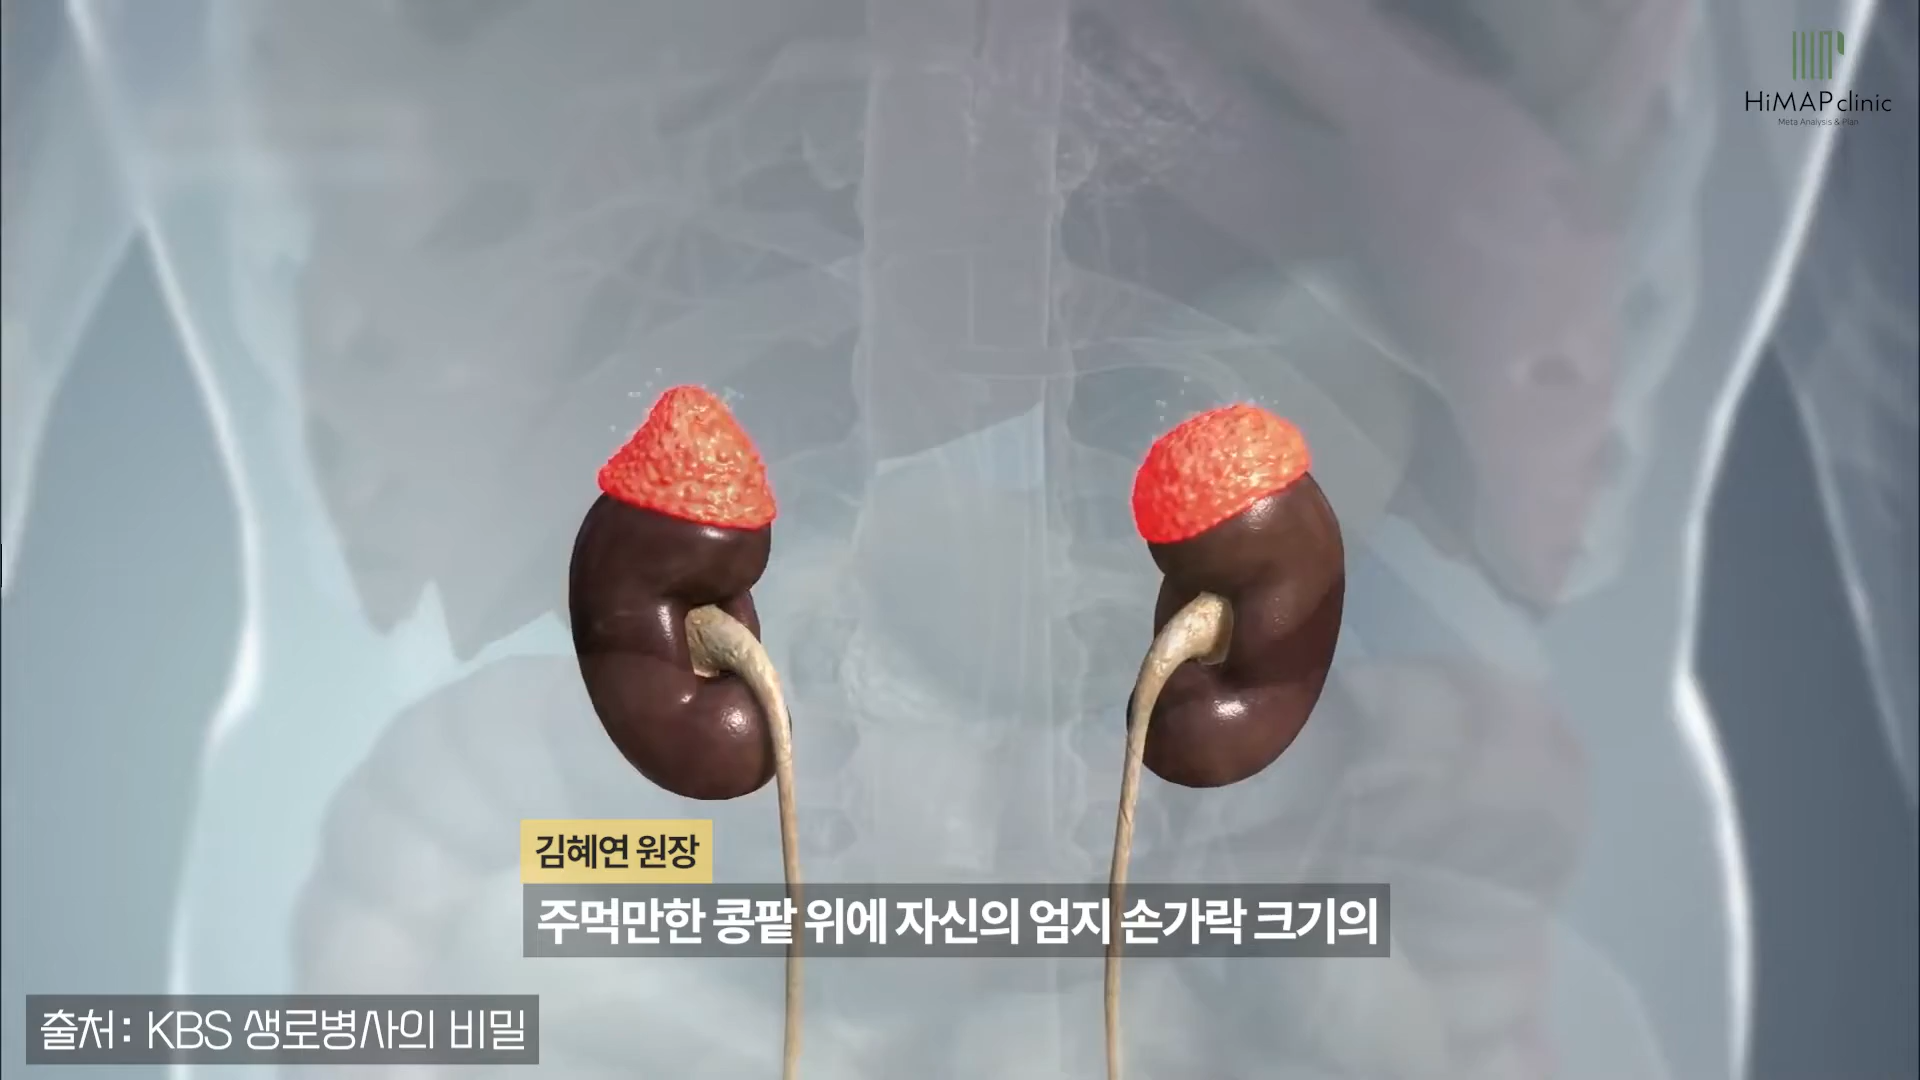 HiMAP clinic
Meta Analysis & Plan
김혜연 원장
주먹만한 콩팥 위에 자신의 엄지 손가락 크기의
출처: KBS 생로병사의 비밀